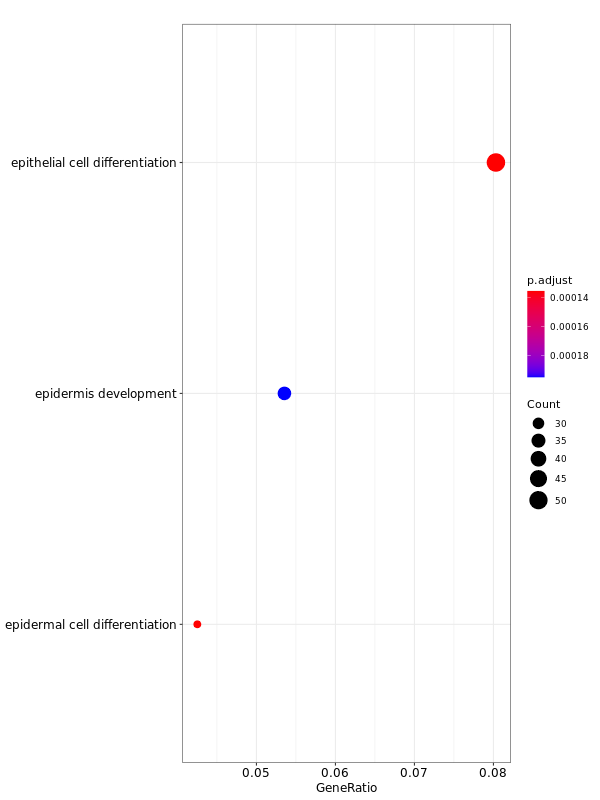 epithelial cell differentiation
epidermis development
epidermal cell differentiation
0.05 0.06 0.07 0.08
GeneRatio
p.adjust
0.00014
0.00016
0.00018
Count
30
35
40
45
50